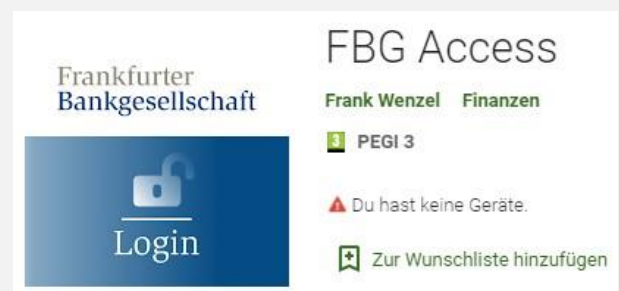 Frankfurter
Bankgesellschaft
Login
FBG Access
Frank Wenzel Finanzen
3 PEGI 3
Du hast keine Geräte.
Zur Wunschliste hinzufügen